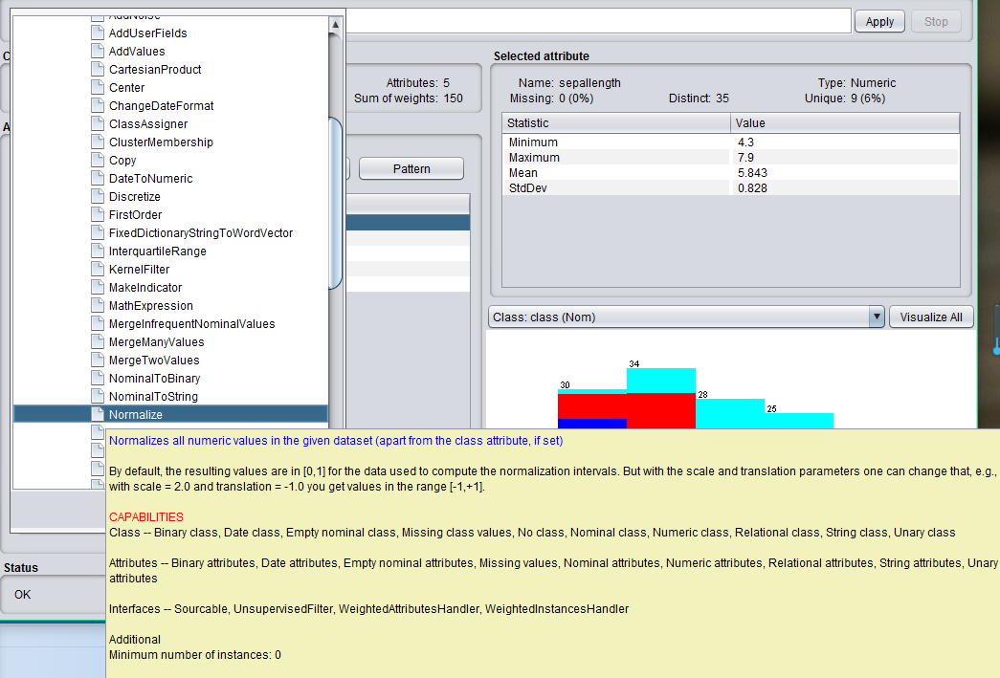 AddNoise
AddUserFields
AddValues
CartesianProduct
Center
ChangeDateFormat
ClassAssigner
ClusterMembership
Copy
DateToNumeric
Discretize
FirstOrder
FixedDictionaryStringToWordVector
InterquartileRange
KernelFilter
MakeIndicator
MathExpression
MergeInfrequentNominalValues
MergeManyValues
MergeTwoValues
NominalToBinary
NominalToString
Normalize
Apply Stop
C
Attributes: 5
Sum of weights: 150
A
Pattern
Selected attribute
Name: sepallength Type: Numeric
Missing: 0 (0%) Distinct: 35 Unique: 9 (6%)
Statistic Value
Minimum 4.3
Maximum 7.9
Mean 5.843
StdDev 0.828
Class: class (Nom) Visualize All
34
30
28
25
Normalizes all numeric values in the given dataset (apart from the class attribute, if set)
By default, the resulting values are in [0,1] for the data used to compute the normalization intervals. But with the scale and translation parameters one can change that, e.g.,
with scale = 2.0 and translation = -1.0 you get values in the range [-1,+1].
CAPABILITIES
Class -- Binary class, Date class, Empty nominal class, Missing class values, No class, Nominal class, Numeric class, Relational class, String class, Unary class
Attributes -- Binary attributes, Date attributes, Empty nominal attributes, Missing values, Nominal attributes, Numeric attributes, Relational attributes, String attributes, Unary
attributes
Interfaces -- Sourcable, UnsupervisedFilter, WeightedAttributesHandler, WeightedInstancesHandler
Additional
Minimum number of instances: 0
Status
OK